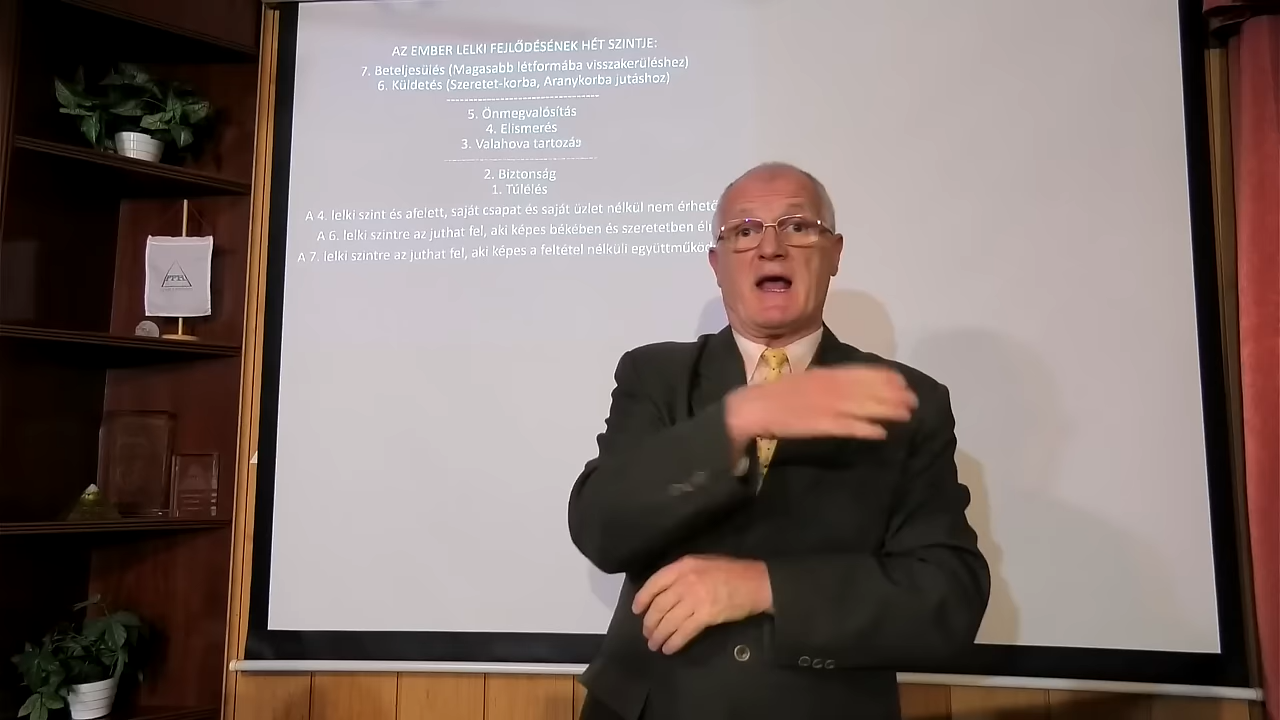 AZ EMBER LELKI FEJLŐDÉSÉNEK HÉT SZINTJE:
7. Beteljesülés (Magasabb létformába visszakerüléshez)
6. Küldetés (Szeretet-korba, Aranykorba jutáshoz)
5. Önmegvalósítás
4. Elismerés
3. Valahova tartozás
2. Biztonság
1. Túlélés
A 4. lelki szint és afelett, saját csapat és saját üzlet nélkül nem
A 6. lelki szintre az juthat fel, aki képes békében és szeretetben
A 7. lelki szintre az juthat fel, aki képes a feltétel nélküli